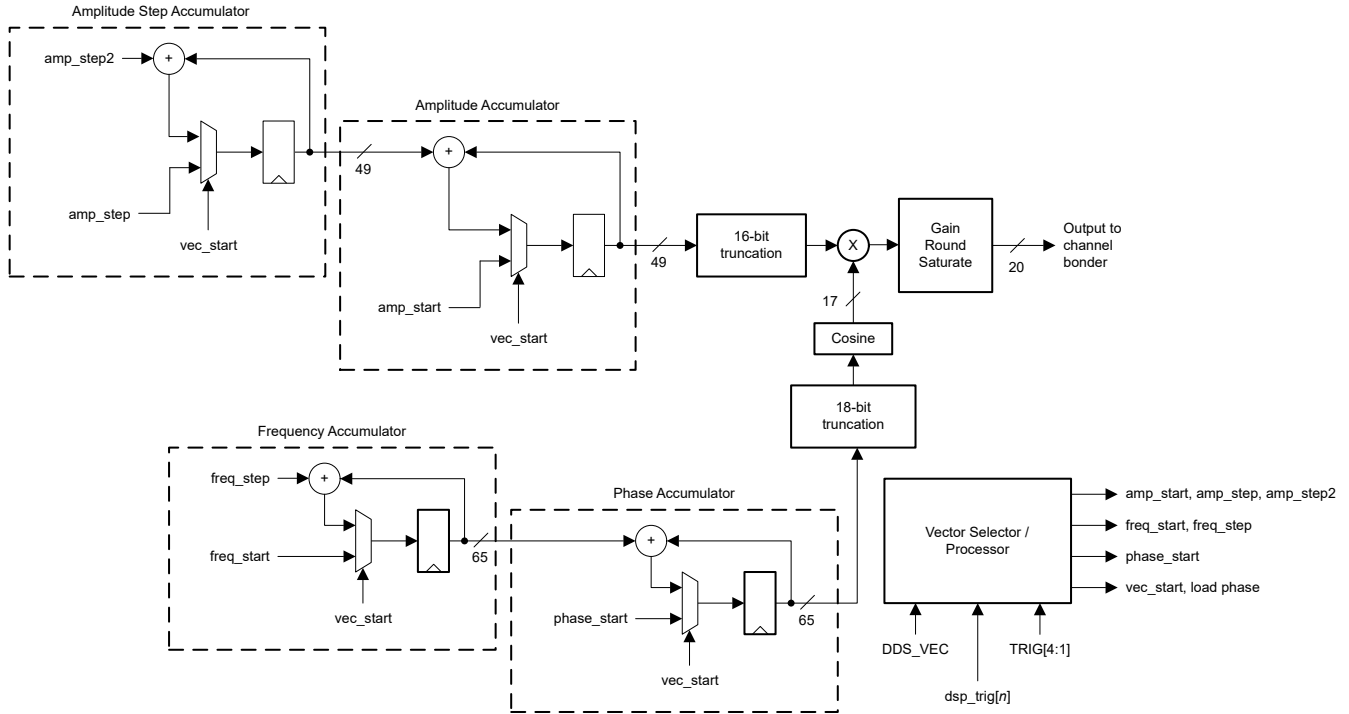 Amplitude Step Accumulator
amp_step2
+
amp_step
vec_start
49
Amplitude Accumulator
+
amp_start
vec_start
49
16-bit
truncation
X
Gain
Round
Saturate
20
Output to
channel
bonder
17
Cosine
18-bit
truncation
Frequency Accumulator
freq_step
+
freq_start
vec_start
65
Phase Accumulator
+
phase_start
vec_start
65
Vector Selector /
Processor
amp_start, amp_step, amp_step2
freq_start, freq_step
phase_start
vec_start, load phase
DDS_VEC
TRIG[4:1]
dsp_trig[n]